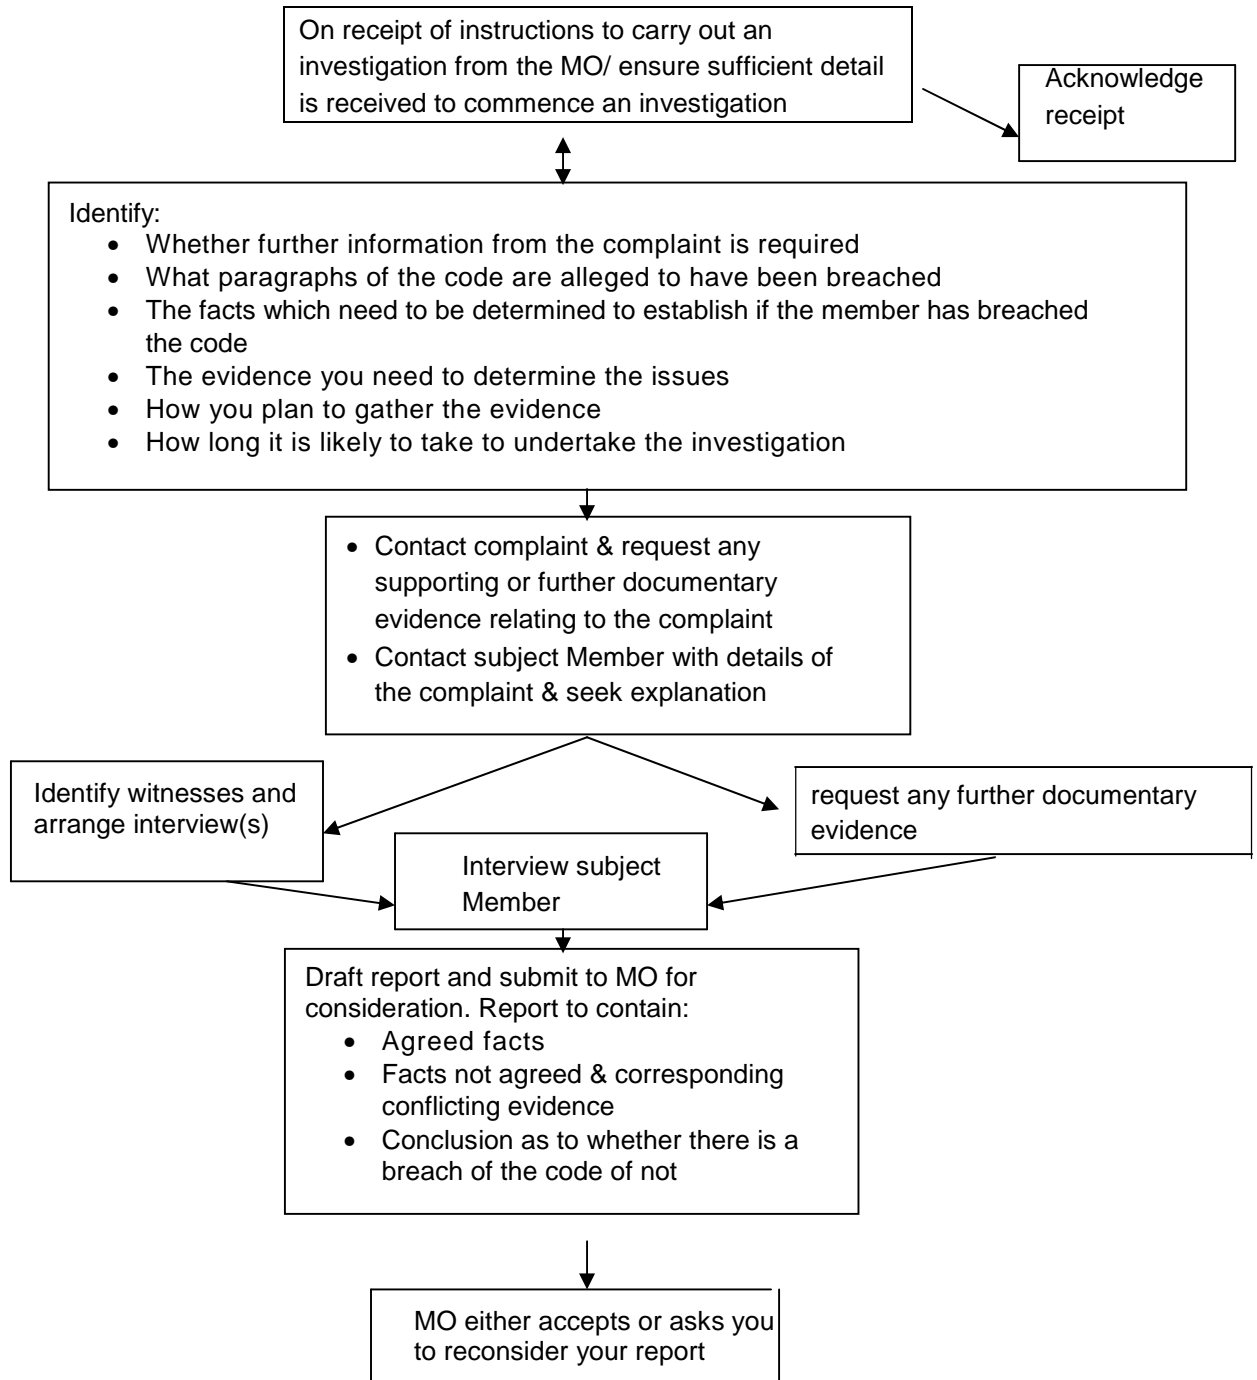 On receipt of instructions to carry out an
investigation from the MO/ ensure sufficient detail
is received to commence an investigation
Acknowledge
receipt
Identify:
• Whether further information from the complaint is required
• What paragraphs of the code are alleged to have been breached
• The facts which need to be determined to establish if the member has breached
the code
• The evidence you need to determine the issues
• How you plan to gather the evidence
• How long it is likely to take to undertake the investigation
• Contact complaint & request any
supporting or further documentary
evidence relating to the complaint
• Contact subject Member with details of
the complaint & seek explanation
Identify witnesses and
arrange interview(s)
request any further documentary
evidence
Interview subject
Member
Draft report and submit to MO for
consideration. Report to contain:
• Agreed facts
• Facts not agreed & corresponding
conflicting evidence
• Conclusion as to whether there is a
breach of the code of not
MO either accepts or asks you
to reconsider your report